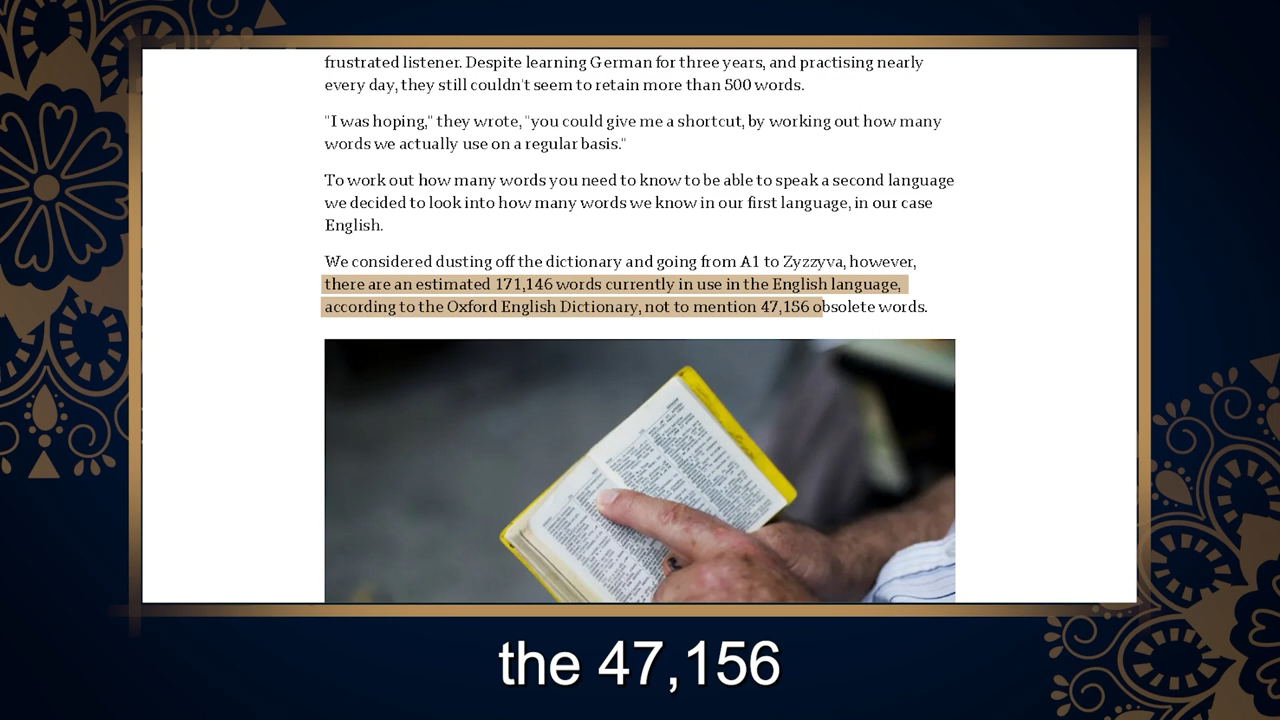 frustrated listener. Despite learning German for three years, and practising nearly
every day, they still couldn't seem to retain more than 500 words.
"I was hoping," they wrote, "you could give me a shortcut, by working out how many
words we actually use on a regular basis."
To work out how many words you need to know to be able to speak a second language
we decided to look into how many words we know in our first language, in our case
English.
We considered dusting off the dictionary and going from A1 to Zyzzyva, however,
there are an estimated 171,146 words currently in use in the English language,
according to the Oxford English Dictionary, not to mention 47,156 obsolete words.
the 47,156